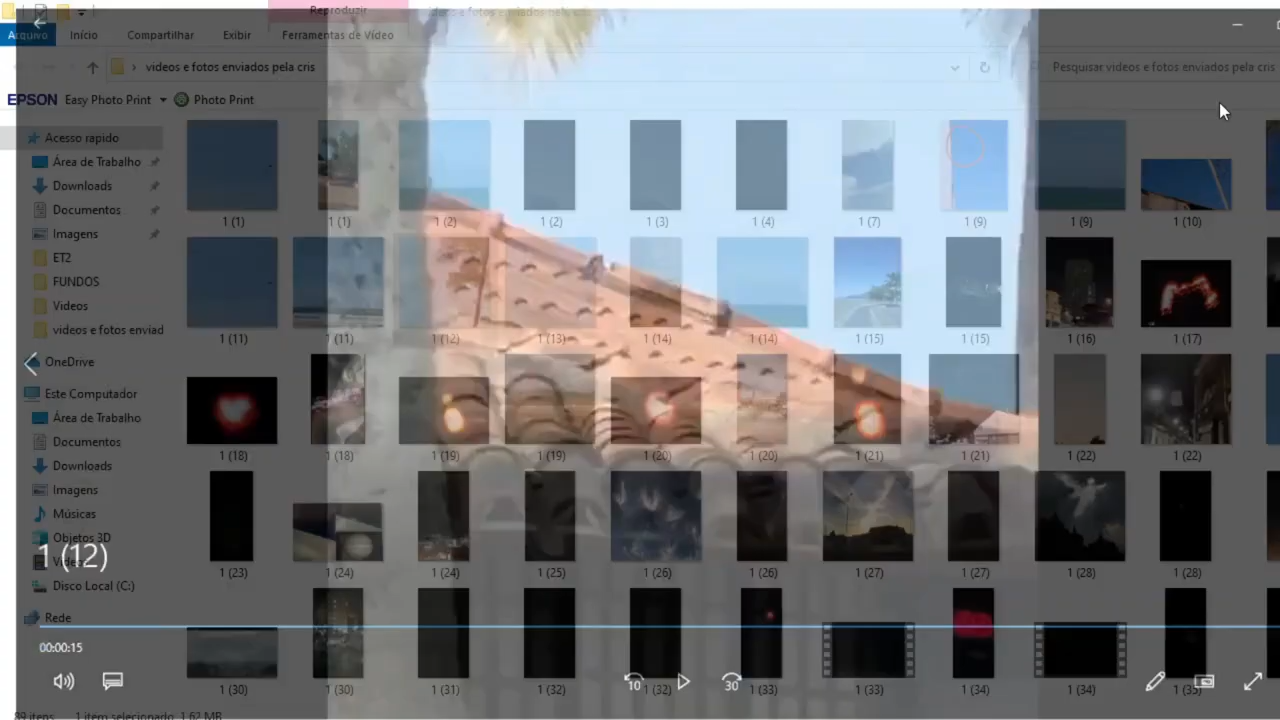 Reproduzir
Arquivo Início Compartilhar Exibir Ferramentas de Vídeo
videos e fotos enviados pela cris Pesquisar videos e fotos enviados pela cris
EPSON Easy Photo Print Photo Print
Acesso rapido
Área de Trabalho
Downloads
Documentos
Imagens
ET2
FUNDOS
Videos
videos e fotos enviad
OneDrive
Este Computador
Área de Trabalho
Documentos
Downloads
Imagens
Músicas
Objetos 3D
Disco Local (C:)
Rede
1 (1) 1 (1) 1 (2) 1 (2) 1 (3) 1 (4) 1 (7) 1 (9) 1 (9) 1 (10)
1 (11) 1 (11) 1 (12) 1 (13) 1 (14) 1 (14) 1 (15) 1 (15) 1 (16) 1 (17)
1 (18) 1 (18) 1 (19) 1 (19) 1 (20) 1 (20) 1 (21) 1 (21) 1 (22) 1 (22)
1 (23) 1 (24) 1 (24) 1 (25) 1 (26) 1 (26) 1 (27) 1 (27) 1 (28) 1 (28)
1 (30) 1 (30) 1 (31) 1 (32) 1 (32) 1 (33) 1 (33) 1 (34) 1 (34) 1 (35)
1 (12)
00:00:15
10 30
89 itens 1 item selecionado 1,62 MB